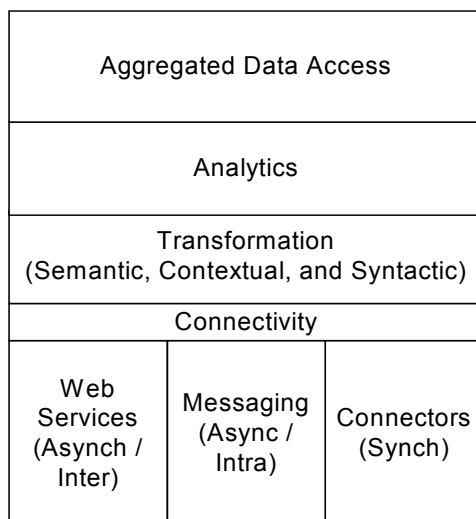 Aggregated Data Access
Analytics
Transformation
(Semantic, Contextual, and Syntactic)
Connectivity
Web
Services
(Asynch /
Inter)
Messaging
(Async /
Intra)
Connectors
(Synch)